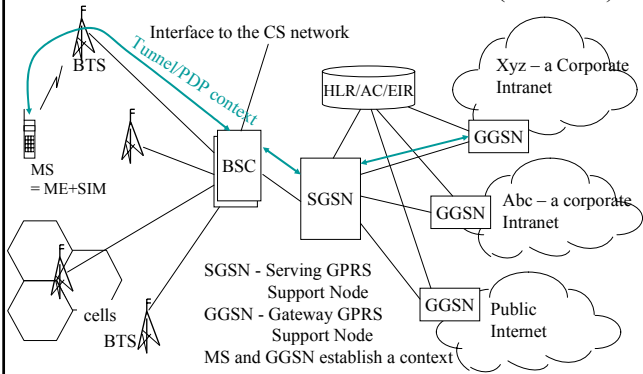 Interface to the CS network
BTS
Tunnel/PDP context
HLR/AC/EIR
Xyz – a Corporate
Intranet
GGSN
MS
= ME+SIM
BSC
SGSN
GGSN
Abc – a corporate
Intranet
cells
BTS
SGSN - Serving GPRS
Support Node
GGSN - Gateway GPRS
Support Node
MS and GGSN establish a context
GGSN
Public
Internet